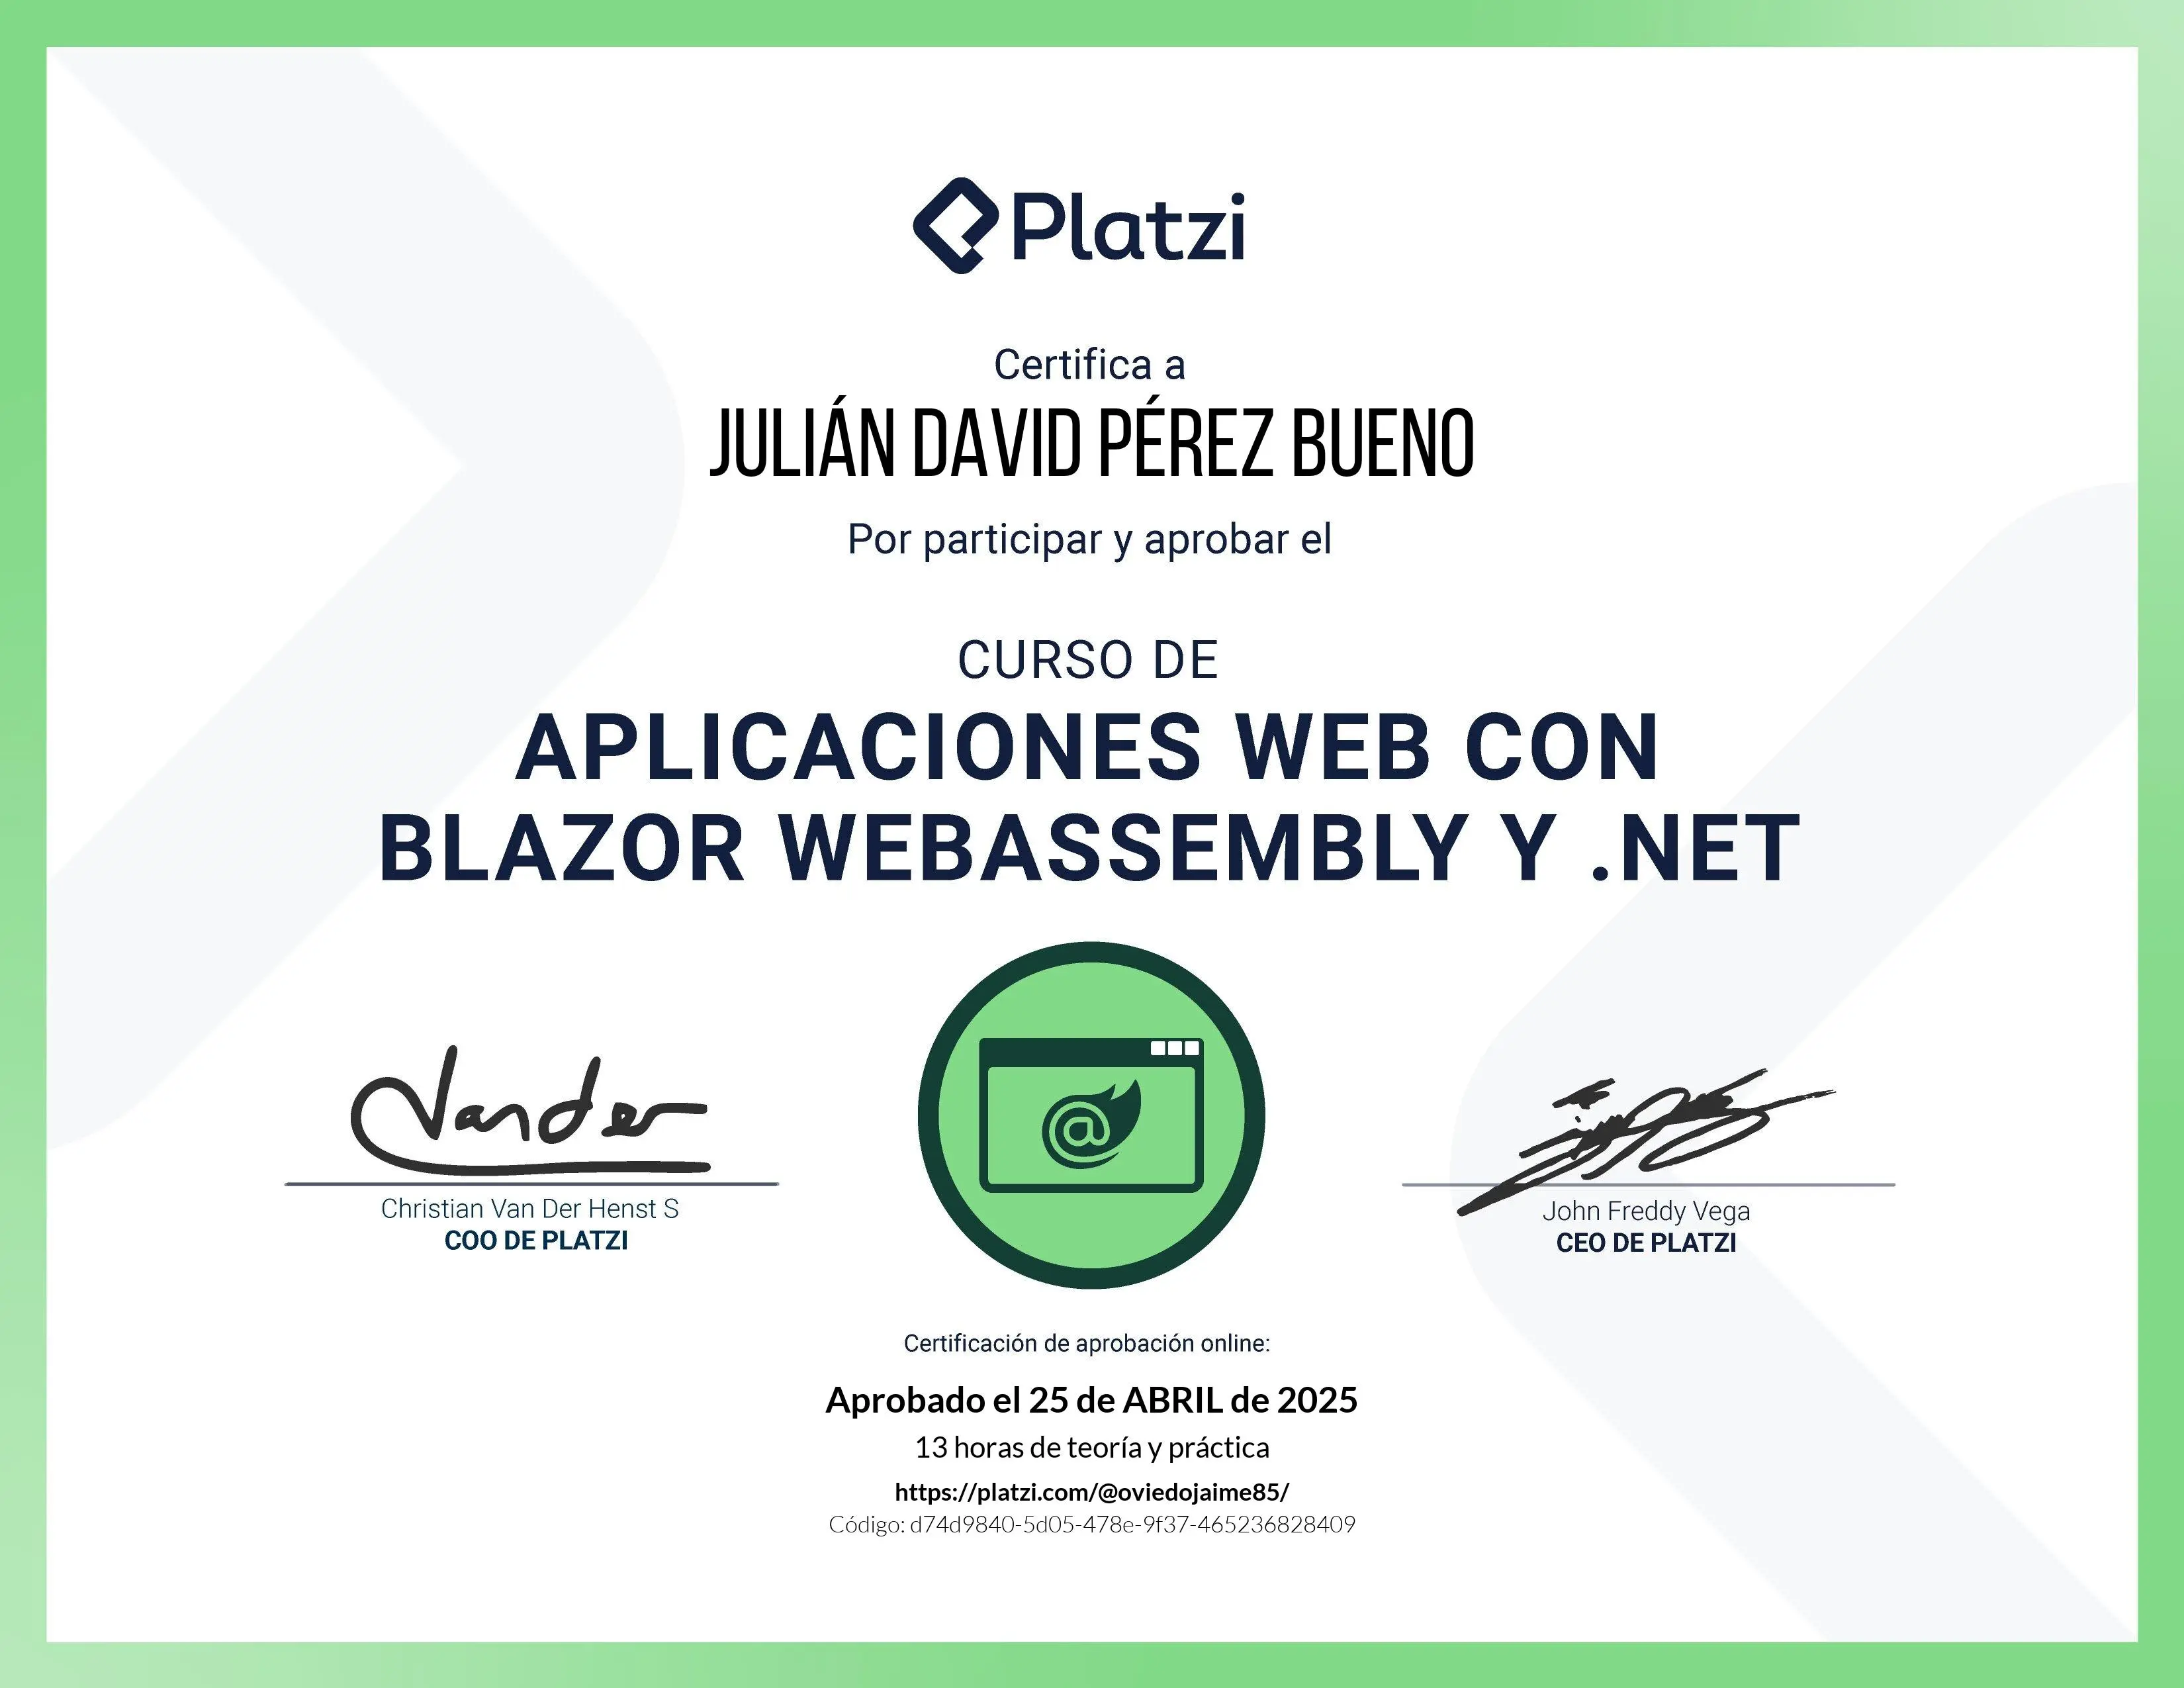 Platzi
Certifica a
JULIÁN DAVID PÉREZ BUENO
Por participar y aprobar el
CURSO DE
APLICACIONES WEB CON
BLAZOR WEBASSEMBLY Y .NET
Vander
Christian Van Der Henst S
COO DE PLATZI
John Freddy Vega
CEO DE PLATZI
Certificación de aprobación online:
Aprobado el 25 de ABRIL de 2025
13 horas de teoría y práctica
https://platzi.com/@oviedojaime85/
Código: d74d9840-5d05-478e-9f37-465236828409